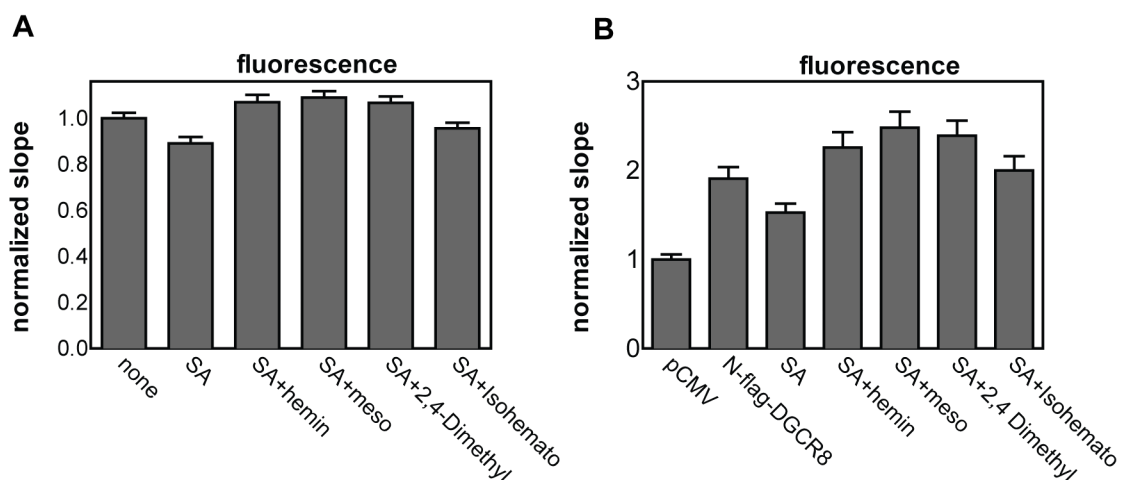 A
fluorescence
normalized slope
1.0
0.8
0.6
0.4
0.2
0.0
none
SA
SA+hemin
SA+meso
SA+2,4-Dimethyl
SA+Isohemato
B
fluorescence
normalized slope
3
2
1
0
pCMV
N-flag-DGCR8
SA
SA+hemin
SA+meso
SA+2,4 Dimethyl
SA+Isohemato